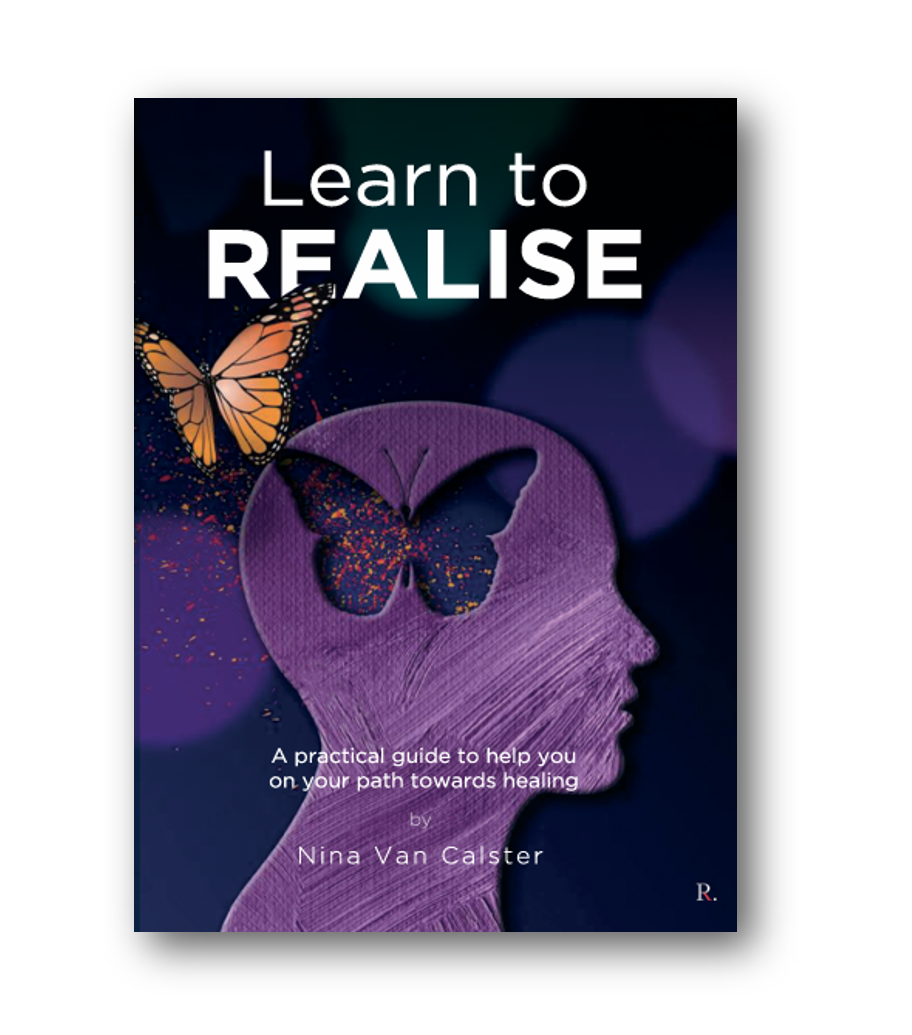 Learn to
REALISE
A practical guide to help you
on your path towards healing
by
Nina Van Calster
R.